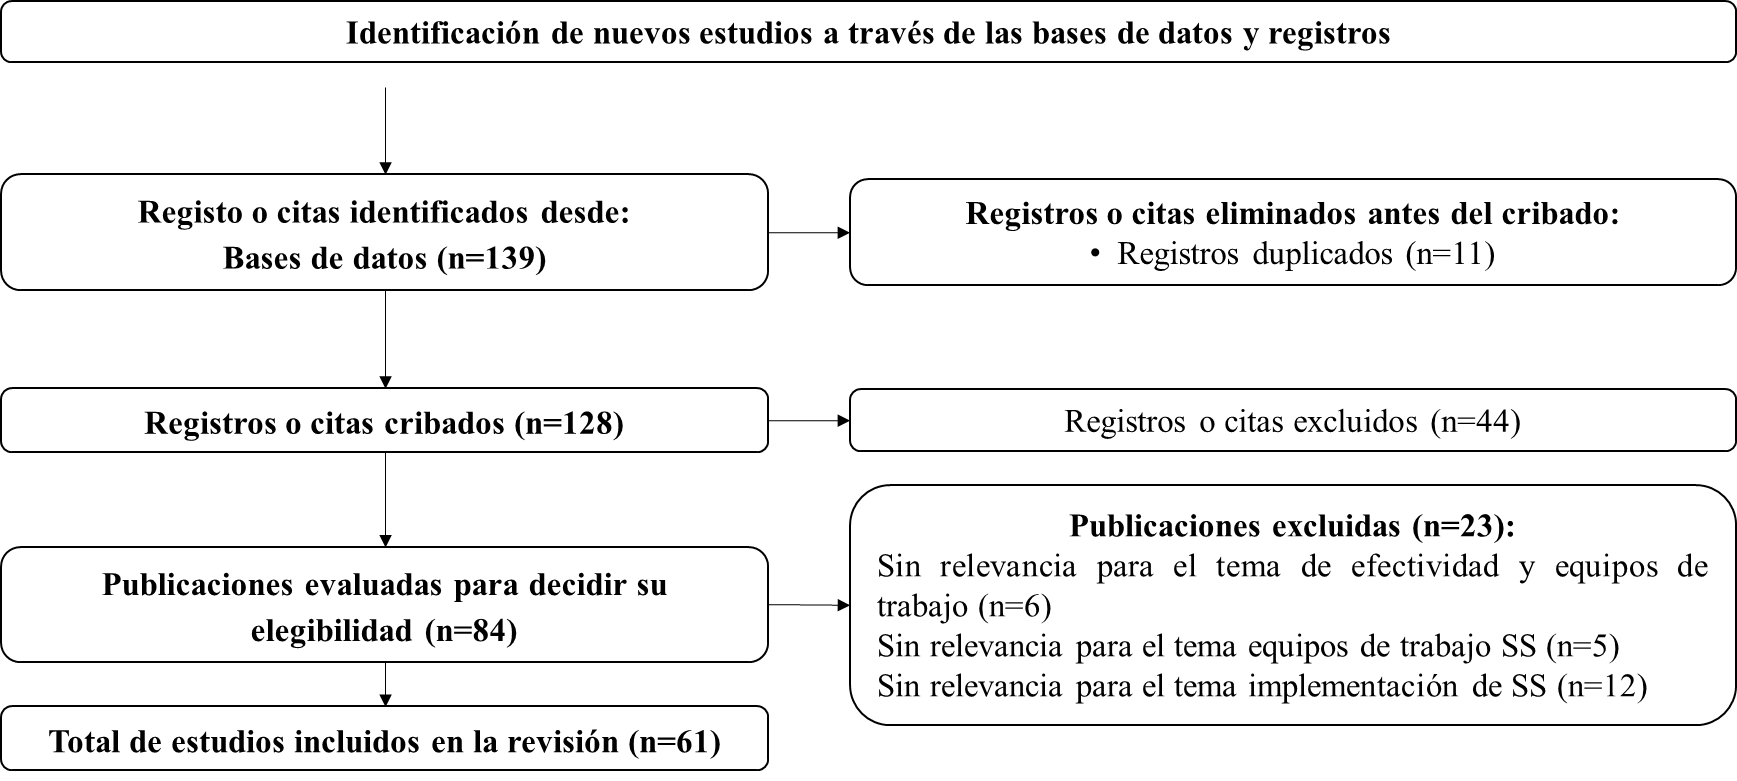 Identificación de nuevos estudios a través de las bases de datos y registros
Registo o citas identificados desde:
Bases de datos (n=139)
Registros o citas eliminados antes del cribado:
• Registros duplicados (n=11)
Registros o citas cribados (n=128)
Registros o citas excluidos (n=44)
Publicaciones evaluadas para decidir su
elegibilidad (n=84)
Publicaciones excluidas (n=23):
Sin relevancia para el tema de efectividad y equipos de
trabajo (n=6)
Sin relevancia para el tema equipos de trabajo SS (n=5)
Sin relevancia para el tema implementación de SS (n=12)
Total de estudios incluidos en la revisión (n=61)